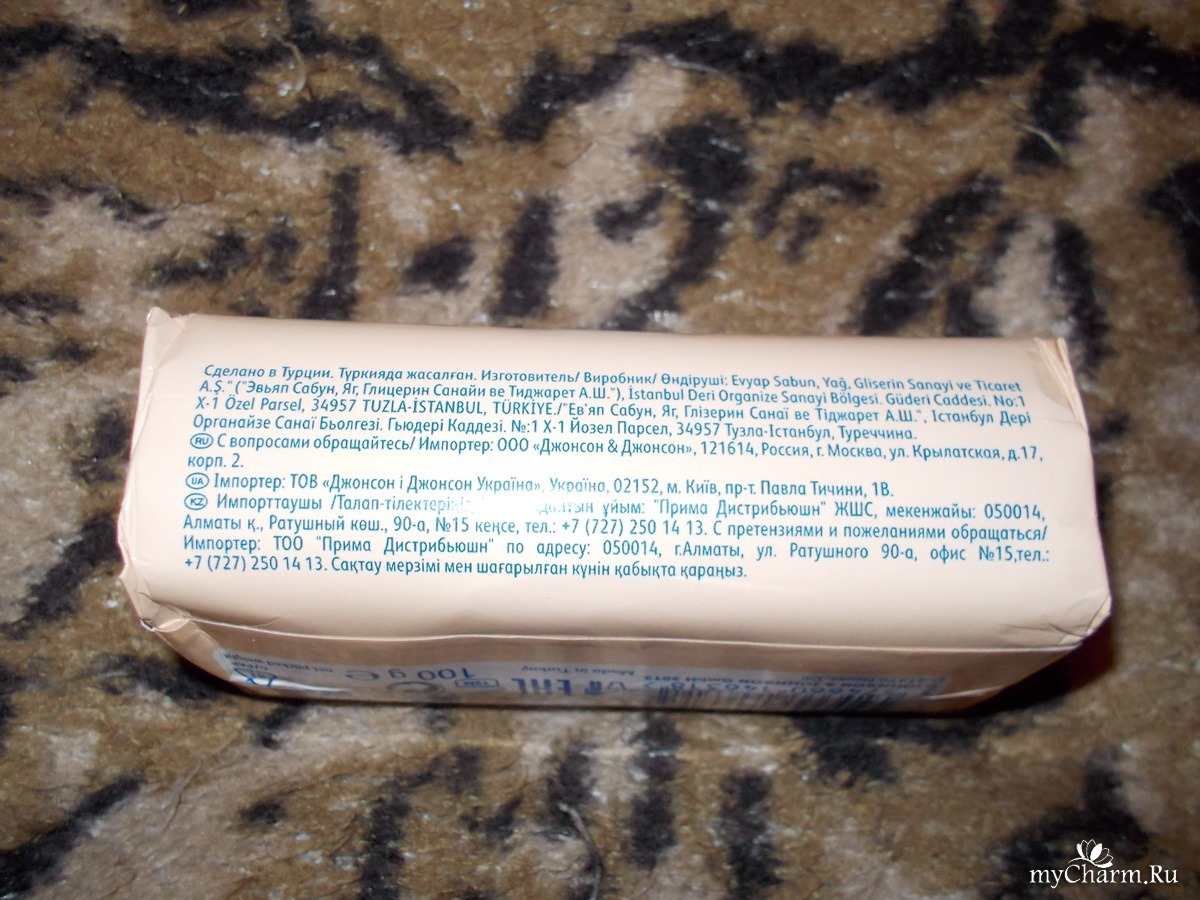 Сделано в Турции. Түркияда жасалған. Изготовитель/ Виробник/ Өндіруші: Evyap Sabun, Yağ, Gliserin Sanayi ve Ticaret
A.Ş." ("Эвьяп Сабун, Яг, Глицерин Санайи ве Тиджарет А.Ш."), Istanbul Deri Organize Sanayi Bölgesi. Güderi Caddesi. No:1
X-1 Özel Parsel, 34957 TUZLA-İSTANBUL, TÜRKİYE./"Ев'яп Сабун, Яг, Глізерин Санаї ве Тіджарет А.Ш.", Істанбул Дері
Органайзе Санаї Бьолгезі. Гьюдері Каддезі. №:1 Х-1 Йозел Парсел, 34957 Тузла-Істанбул, Туреччина.
RU С вопросами обращайтесь/ Импортер: ООО «Джонсон & Джонсон», 121614, Россия, г. Москва, ул. Крылатская, д.17,
корп. 2.
UA Імпортер: ТОВ «Джонсон і Джонсон Україна», Україна, 02152, м. Київ, пр-т. Павла Тичини, 1В.
KZ Импорттаушы /Талап-тілектеріңіз ұйым: "Прима Дистрибьюшн" ЖШС, мекенжайы: 050014,
Алматы қ., Ратушный көш., 90-а, №15 кеңсе, тел.: +7 (727) 250 14 13. С претензиями и пожеланиями обращаться/
Импортер: ТОО "Прима Дистрибьюшн" по адресу: 050014, г.Алматы, ул. Ратушного 90-а, офис №15,тел.:
+7 (727) 250 14 13. Сақтау мерзімі мен шағарылған күнін қабықта қараңыз.
Made in Turkey
100 g e
net packed weight
EAC
myCharm.Ru